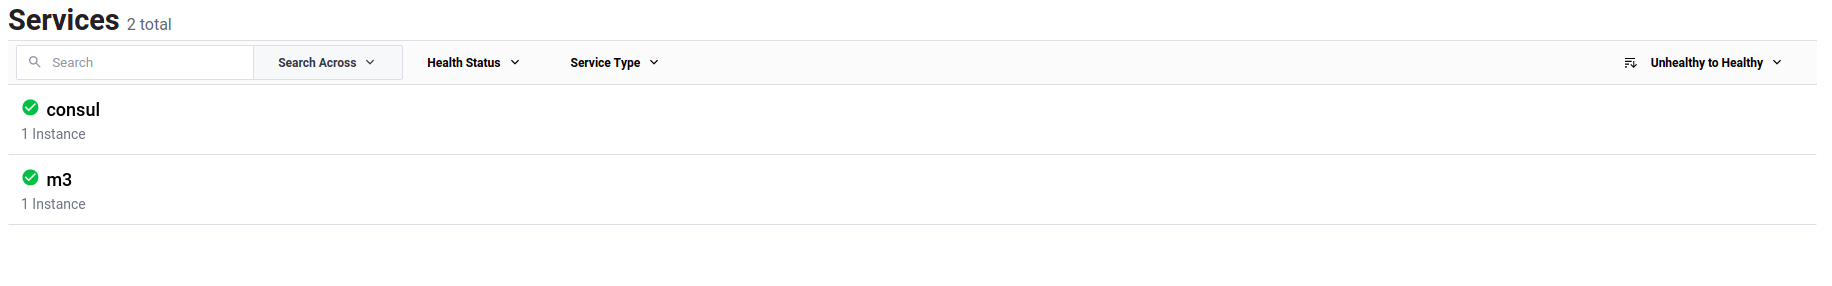 Services 2 total
Search Search Across Health Status Service Type Unhealthy to Healthy
consul
1 Instance
m3
1 Instance